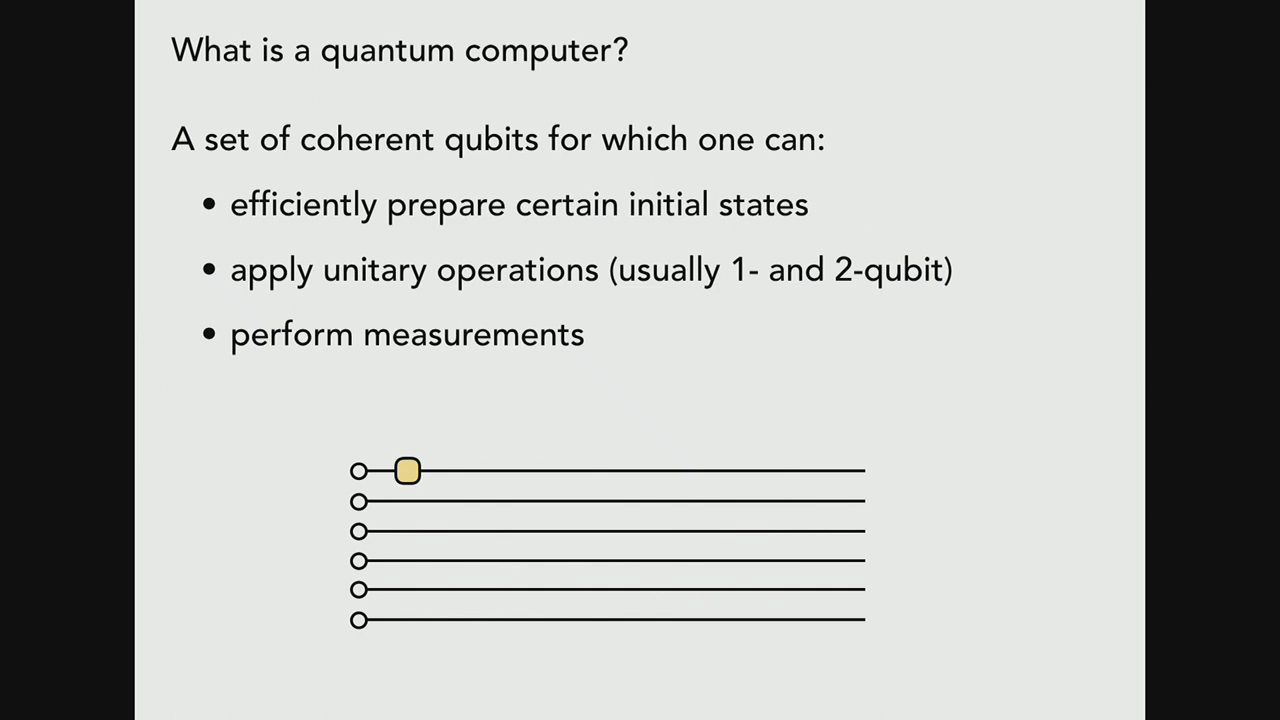 What is a quantum computer?
A set of coherent qubits for which one can:
• efficiently prepare certain initial states
• apply unitary operations (usually 1- and 2-qubit)
• perform measurements